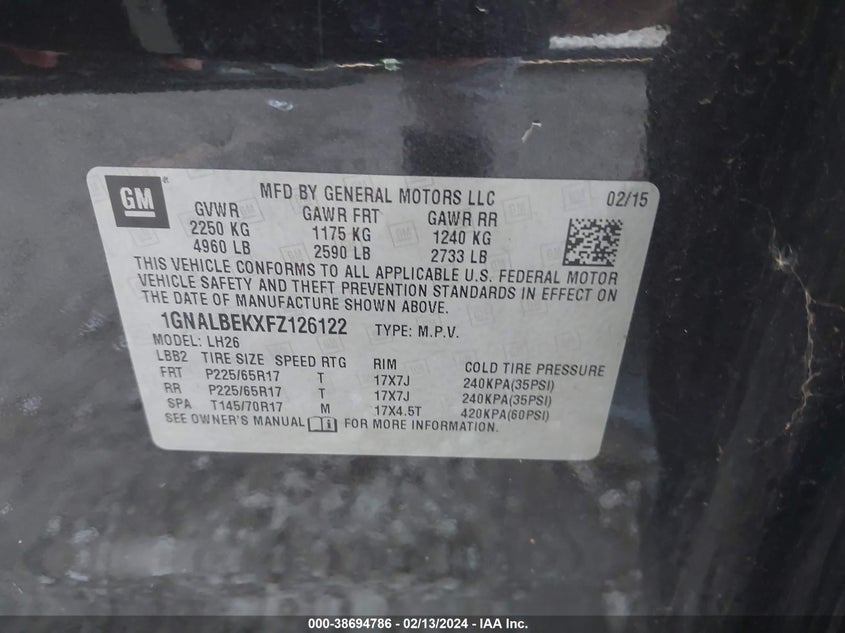 GM
MFD BY GENERAL MOTORS LLC 02/15
GVWR GAWR FRT GAWR RR
2250 KG 1175 KG 1240 KG
4960 LB 2590 LB 2733 LB
THIS VEHICLE CONFORMS TO ALL APPLICABLE U.S. FEDERAL MOTOR
VEHICLE SAFETY AND THEFT PREVENTION STANDARDS IN EFFECT ON
THE DATE OF MANUFACTURE SHOWN ABOVE.
1GNALBEKXFZ126122 TYPE: M.P.V.
MODEL: LH26
LBB2 TIRE SIZE SPEED RTG RIM COLD TIRE PRESSURE
FRT P225/65R17 T 17X7J 240KPA(35PSI)
RR P225/65R17 T 17X7J 240KPA(35PSI)
SPA T145/70R17 M 17X4.5T 420KPA(60PSI)
SEE OWNER'S MANUAL FOR MORE INFORMATION.
000-38694786 - 02/13/2024 - IAA Inc.